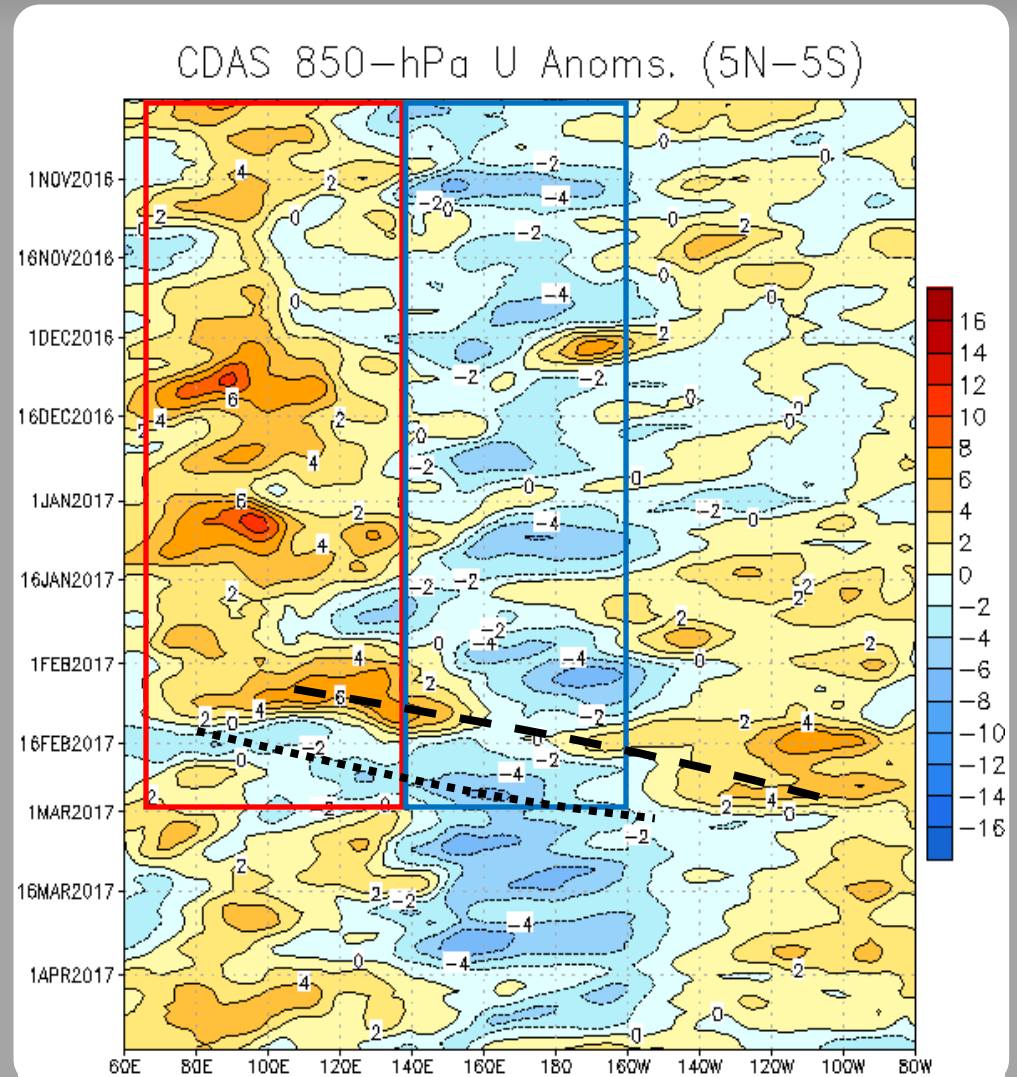 CDAS 850-hPa U Anoms. (5N-5S)
1NOV2016
16NOV2016
1DEC2016
16DEC2016
1JAN2017
16JAN2017
1FEB2017
16FEB2017
1MAR2017
16MAR2017
1APR2017
60E 80E 100E 120E 140E 160E 180 160W 140W 120W 100W 80W
16
14
12
10
8
6
4
2
0
-2
-4
-6
-8
-10
-12
-14
-16